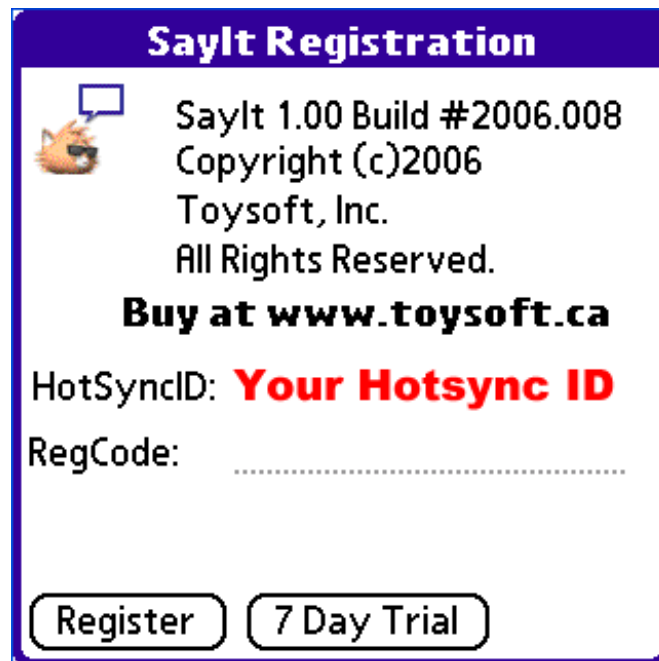 SayIt Registration
SayIt 1.00 Build #2006.008
Copyright (c)2006
Toysoft, Inc.
All Rights Reserved.
Buy at www.toysoft.ca
HotSyncID: Your Hotsync ID
RegCode:
Register 7 Day Trial